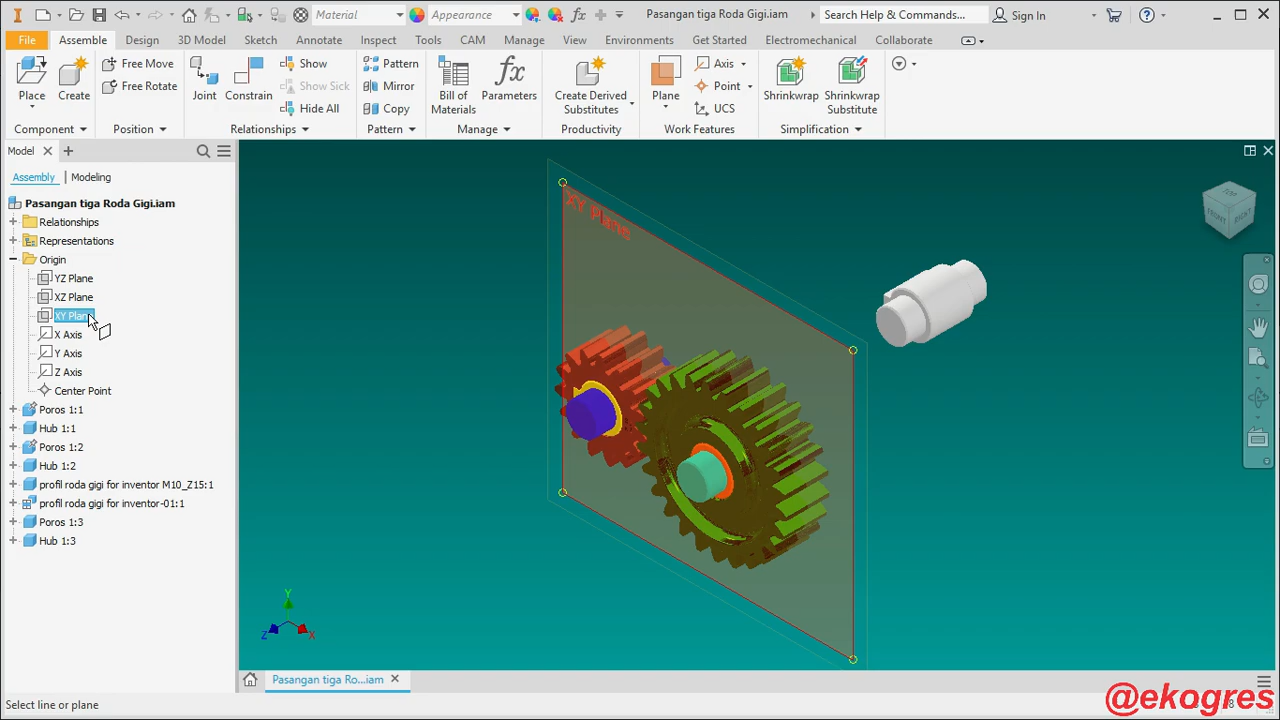 Material
Appearance
Pasangan tiga Roda Gigi.iam
Search Help & Commands...
Sign In
File
Assemble
Design
3D Model
Sketch
Annotate
Inspect
Tools
CAM
Manage
View
Environments
Get Started
Electromechanical
Collaborate
Place
Create
Free Move
Free Rotate
Joint
Constrain
Show
Show Sick
Hide All
Pattern
Mirror
Copy
Bill of
Materials
Parameters
Create Derived
Substitutes
Plane
Axis
Point
UCS
Shrinkwrap
Shrinkwrap
Substitute
Component
Position
Relationships
Pattern
Manage
Productivity
Work Features
Simplification
Model
Assembly
Modeling
Pasangan tiga Roda Gigi.iam
Relationships
Representations
Origin
YZ Plane
XZ Plane
XY Plane
X Axis
Y Axis
Z Axis
Center Point
Poros 1:1
Hub 1:1
Poros 1:2
Hub 1:2
profil roda gigi for inventor M10_Z15:1
profil roda gigi for inventor-01:1
Poros 1:3
Hub 1:3
XY Plane
TOP
FRONT
RIGHT
Y
Z
X
Pasangan tiga Ro...iam
Select line or plane
@ekogres